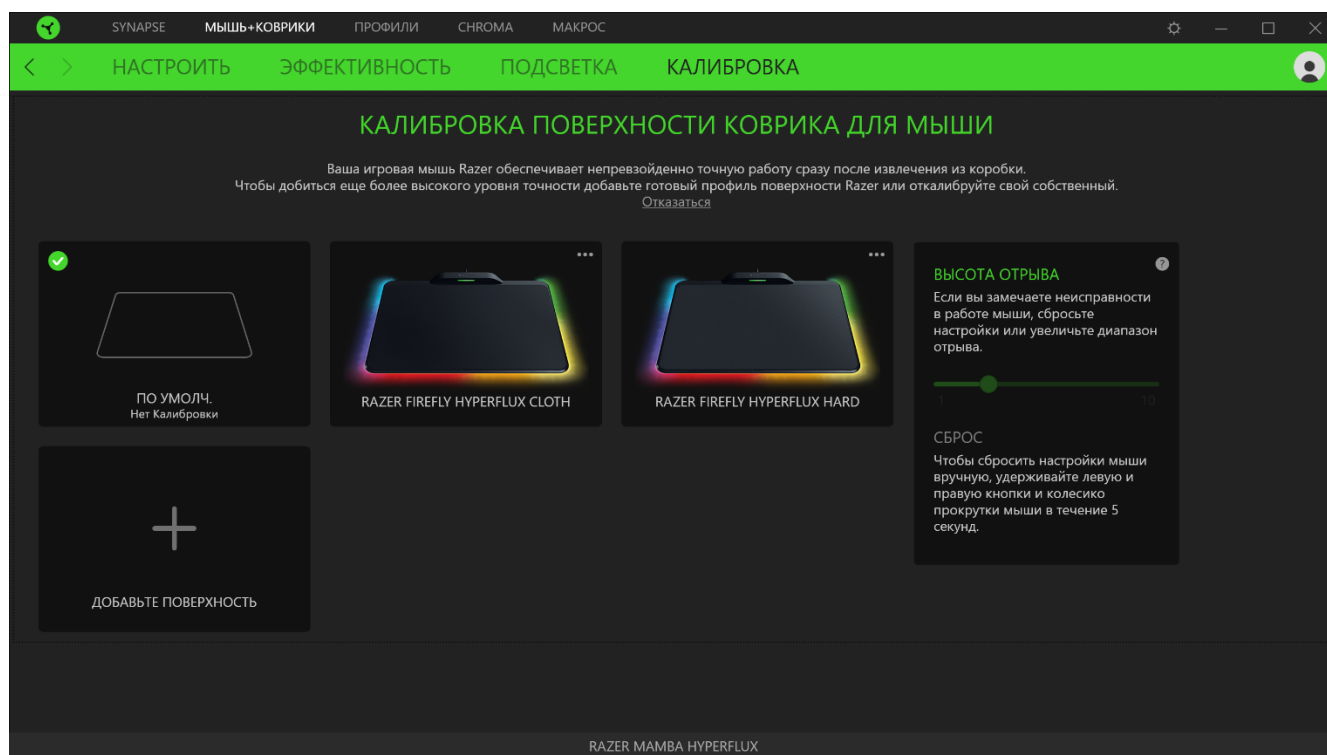 SYNAPSE МЫШЬ+КОВРИКИ ПРОФИЛИ CHROMA МАКРОС
НАСТРОИТЬ ЭФФЕКТИВНОСТЬ ПОДСВЕТКА КАЛИБРОВКА
КАЛИБРОВКА ПОВЕРХНОСТИ КОВРИКА ДЛЯ МЫШИ
Ваша игровая мышь Razer обеспечивает непревзойденно точную работу сразу после извлечения из коробки.
Чтобы добиться еще более высокого уровня точности добавьте готовый профиль поверхности Razer или откалибруйте свой собственный.
Отказаться
ПО УМОЛЧ.
Нет Калибровки
RAZER FIREFLY HYPERFLUX CLOTH
RAZER FIREFLY HYPERFLUX HARD
ВЫСОТА ОТРЫВА
?
Если вы замечаете неисправности
в работе мыши, сбросьте
настройки или увеличьте диапазон
отрыва.
1 10
СБРОС
Чтобы сбросить настройки мыши
вручную, удерживайте левую и
правую кнопки и колесико
прокрутки мыши в течение 5
секунд.
ДОБАВЬТЕ ПОВЕРХНОСТЬ
RAZER MAMBA HYPERFLUX